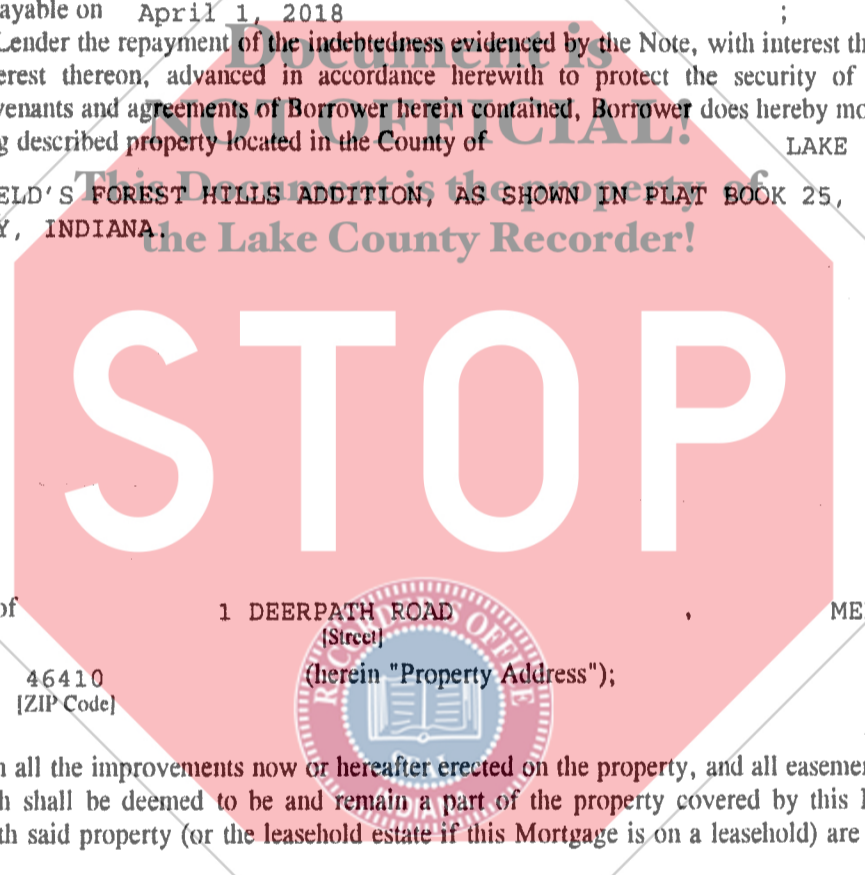 ayable on April 1, 2018 ;
Lender the repayment of the indebtedness evidenced by the Note, with interest th
erest thereon, advanced in accordance herewith to protect the security of
venants and agreements of Borrower herein contained, Borrower does hereby mo
g described property located in the County of LAKE
Document is
NOT OFFICIAL!
This Document is the property of
the Lake County Recorder!
ELD'S FOREST HILLS ADDITION, AS SHOWN IN PLAT BOOK 25,
Y, INDIANA.
STOP
of 1 DEERPATH ROAD , ME
[Street]
46410 (herein "Property Address");
[ZIP Code]
RECORDER'S OFFICE
SEAL
INDIANA
n all the improvements now or hereafter erected on the property, and all easeme
h shall be deemed to be and remain a part of the property covered by this
th said property (or the leasehold estate if this Mortgage is on a leasehold) are